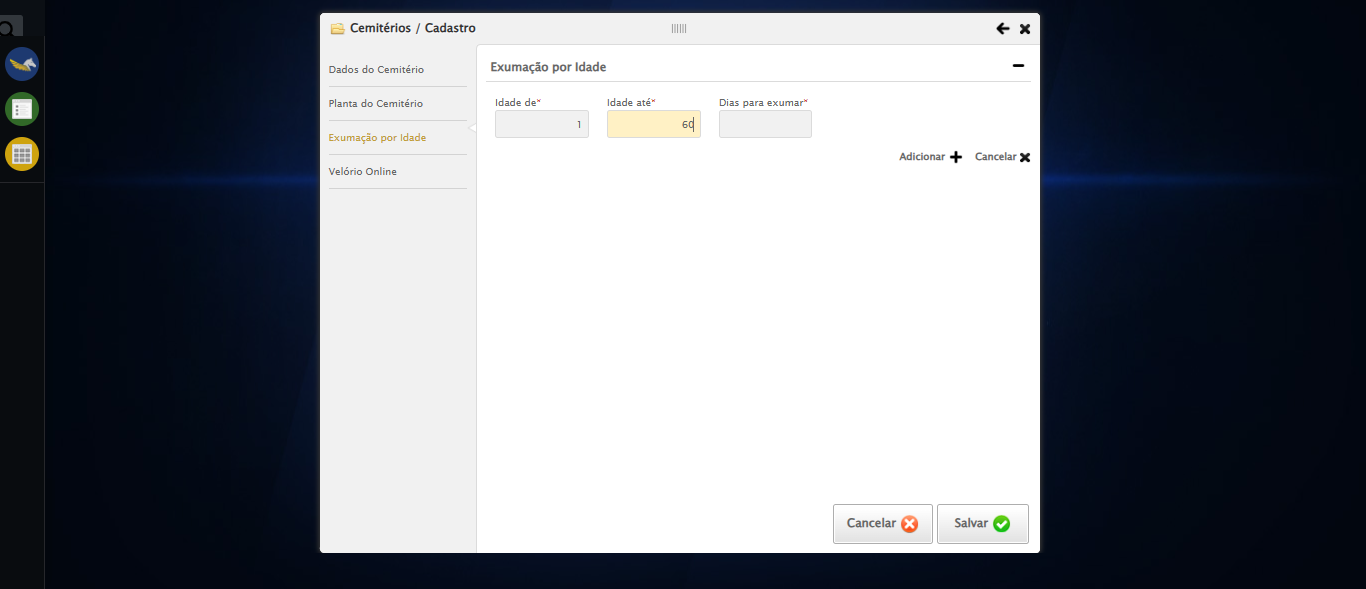 Cemitérios / Cadastro
Dados do Cemitério
Planta do Cemitério
Exumação por Idade
Velório Online
Exumação por Idade
Idade de* Idade até* Dias para exumar*
1 60
Adicionar Cancelar
Cancelar Salvar